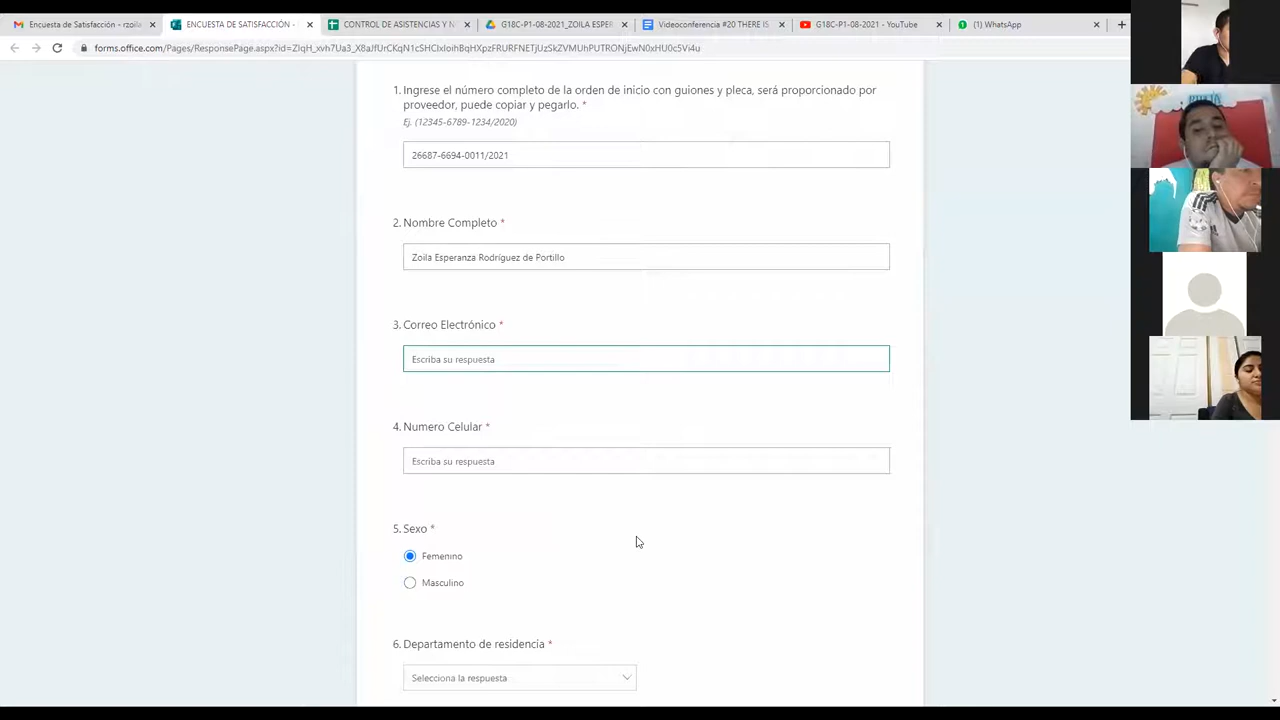 Encuesta de Satisfacción - rzoila
ENCUESTA DE SATISFACCIÓN -
CONTROL DE ASISTENCIAS Y
G18C-P1-08-2021_ZOILA ESPER
Videoconferencia #20 THERE IS
G18C-P1-08-2021 - YouTube
(1) WhatsApp
forms.office.com/Pages/ResponsePage.aspx?id=ZIqH_xvh7Ua3_X8aJfUrCKqN1cSHClxIoihBqHXpzFRURFNETjUzSkZVMUhPUTRONjEwN0xHU0c5Vi4u
1. Ingrese el número completo de la orden de inicio con guiones y pleca, será proporcionado por
proveedor, puede copiar y pegarlo. *
Ej. (12345-6789-1234/2020)
26687-6694-0011/2021
2. Nombre Completo *
Zoila Esperanza Rodríguez de Portillo
3. Correo Electrónico *
Escriba su respuesta
4. Numero Celular *
Escriba su respuesta
5. Sexo *
Femenino
Masculino
6. Departamento de residencia *
Selecciona la respuesta